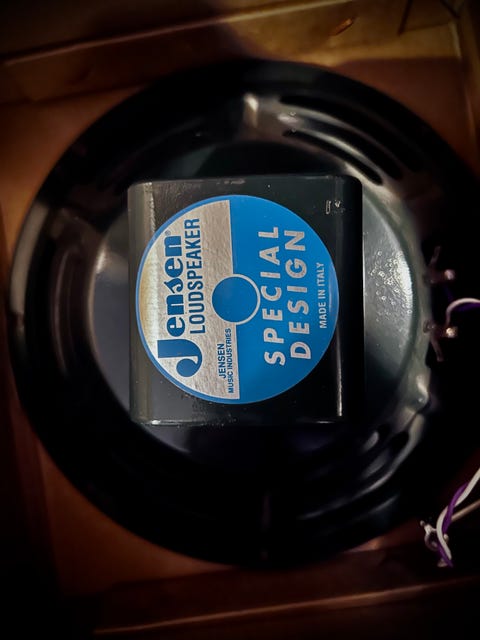 Jensen®
LOUDSPEAKER
JENSEN
MUSIC INDUSTRIES
SPECIAL
DESIGN
MADE IN ITALY